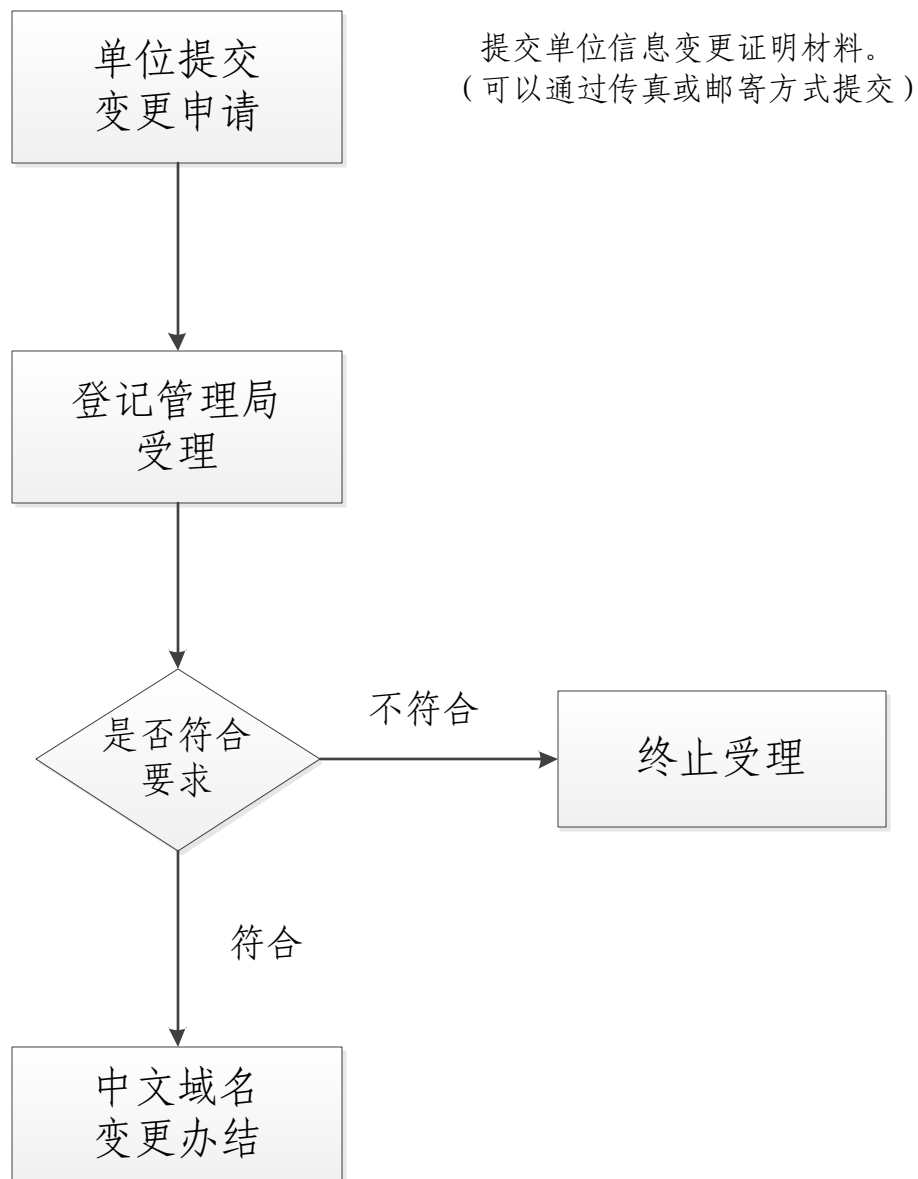 单位提交
变更申请
提交单位信息变更证明材料。
（可以通过传真或邮寄方式提交）
登记管理局
受理
是否符合
要求
不符合
终止受理
符合
中文域名
变更办结